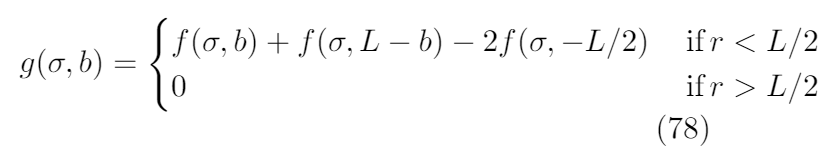 g(σ, b) = { f(σ, b) + f(σ, L − b) − 2f(σ, −L/2) if r < L/2
0 if r > L/2
(78)